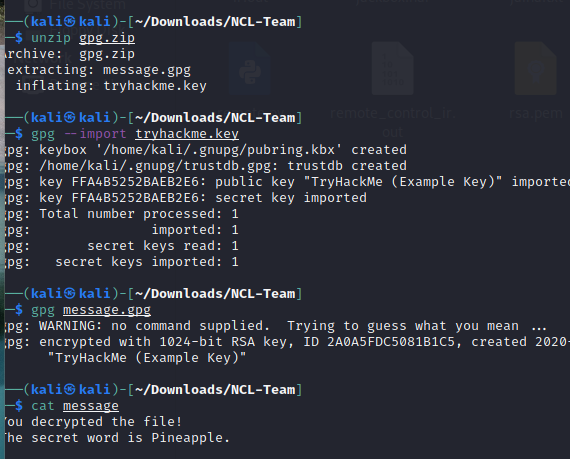 (kali㉿kali)-[~/Downloads/NCL-Team]
$ unzip gpg.zip
Archive:  gpg.zip
extracting: message.gpg
inflating: tryhackme.key
(kali㉿kali)-[~/Downloads/NCL-Team]
$ gpg --import tryhackme.key
gpg: keybox '/home/kali/.gnupg/pubring.kbx' created
gpg: /home/kali/.gnupg/trustdb.gpg: trustdb created
gpg: key FFA4B5252BAEB2E6: public key "TryHackMe (Example Key)" importe
gpg: key FFA4B5252BAEB2E6: secret key imported
gpg: Total number processed: 1
gpg:               imported: 1
gpg:       secret keys read: 1
gpg:   secret keys imported: 1
(kali㉿kali)-[~/Downloads/NCL-Team]
$ gpg message.gpg
gpg: WARNING: no command supplied.  Trying to guess what you mean ...
gpg: encrypted with 1024-bit RSA key, ID 2A0A5FDC5081B1C5, created 2020-
"TryHackMe (Example Key)"
(kali㉿kali)-[~/Downloads/NCL-Team]
$ cat message
You decrypted the file!
The secret word is Pineapple.